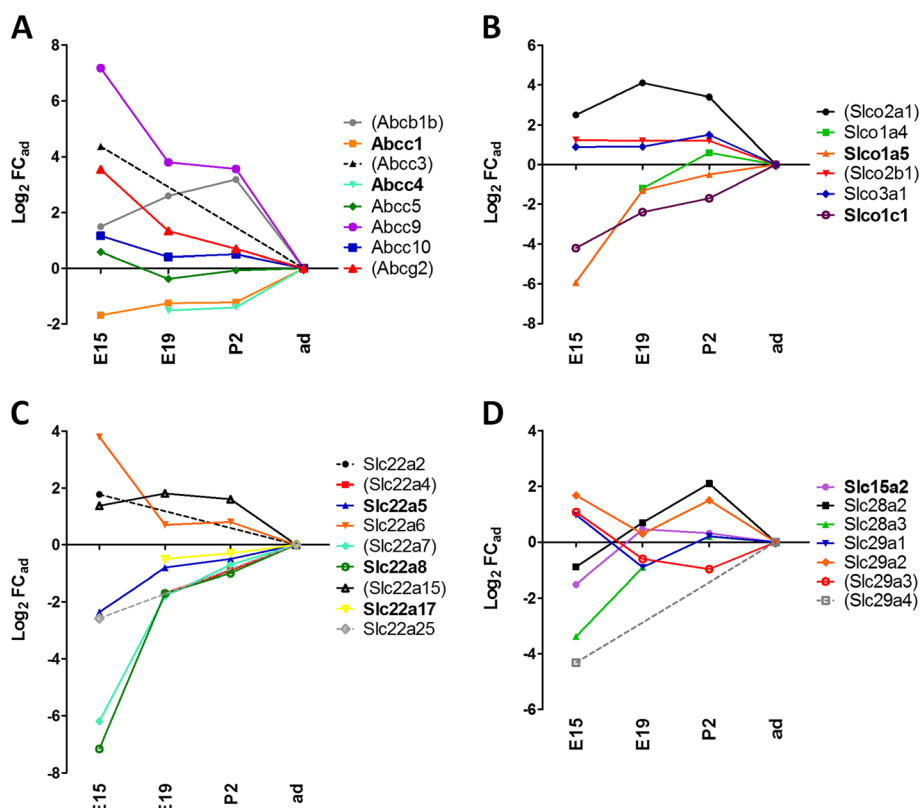 A
Log2 FCad
8
6
4
2
0
-2
E15
E19
P2
ad
(Abcb1b)
Abcc1
(Abcc3)
Abcc4
Abcc5
Abcc9
Abcc10
(Abcg2)
B
Log2 FCad
6
4
2
0
-2
-4
-6
-8
E15
E19
P2
ad
(Slco2a1)
Slco1a4
Slco1a5
(Slco2b1)
Slco3a1
Slco1c1
C
Log2 FCad
4
2
0
-2
-4
-6
-8
E15
E19
P2
ad
Slc22a2
(Slc22a4)
Slc22a5
Slc22a6
(Slc22a7)
Slc22a8
(Slc22a15)
Slc22a17
Slc22a25
D
Log2 FCad
4
2
0
-2
-4
-6
E15
E19
P2
ad
Slc15a2
Slc28a2
Slc28a3
Slc29a1
Slc29a2
(Slc29a3)
(Slc29a4)